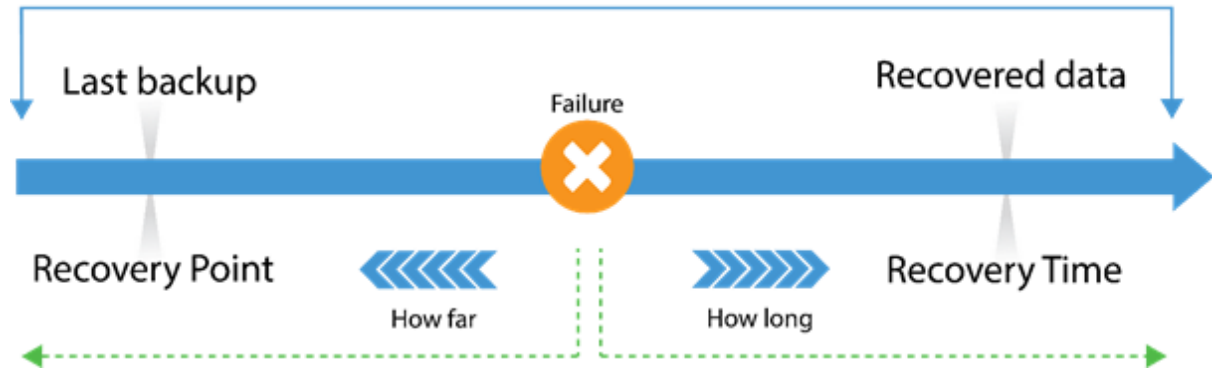 Last backup
Failure
Recovered data
Recovery Point
How far
How long
Recovery Time